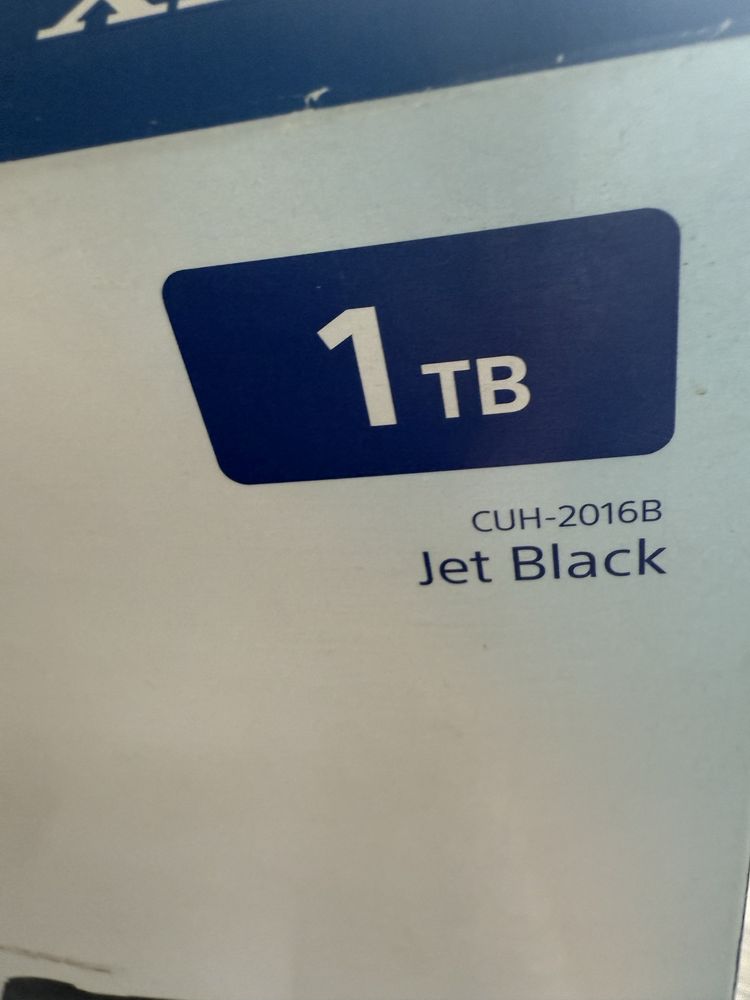 1 TB
CUH-2016B
Jet Black